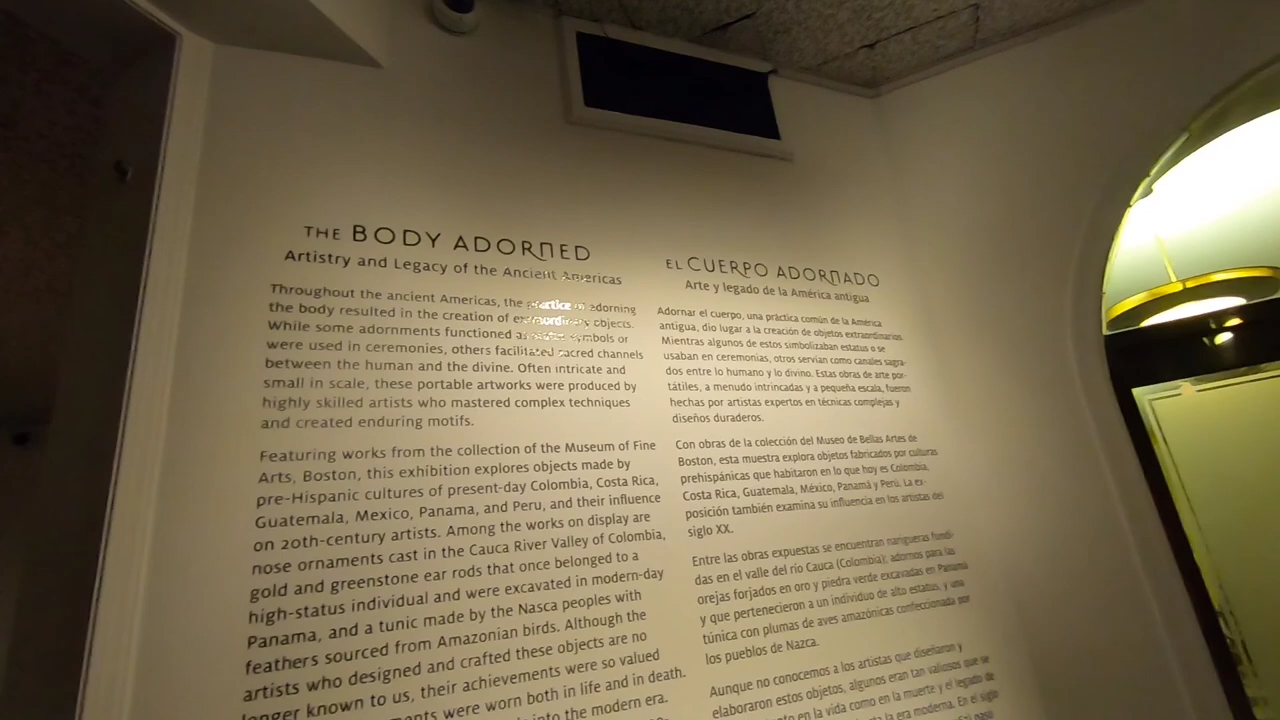 THE BODY ADORNED
Artistry and Legacy of the Ancient Americas
Throughout the ancient Americas, the practice of adorning
the body resulted in the creation of extraordinary objects.
While some adornments functioned as status symbols or
were used in ceremonies, others facilitated sacred channels
between the human and the divine. Often intricate and
small in scale, these portable artworks were produced by
highly skilled artists who mastered complex techniques
and created enduring motifs.
Featuring works from the collection of the Museum of Fine
Arts, Boston, this exhibition explores objects made by
pre-Hispanic cultures of present-day Colombia, Costa Rica,
Guatemala, Mexico, Panama, and Peru, and their influence
on 20th-century artists. Among the works on display are
nose ornaments cast in the Cauca River Valley of Colombia,
gold and greenstone ear rods that once belonged to a
high-status individual and were excavated in modern-day
Panama, and a tunic made by the Nasca peoples with
feathers sourced from Amazonian birds. Although the
artists who designed and crafted these objects are no
longer known to us, their achievements were so valued
were worn both in life and in death.
into the modern era.
EL CUERPO ADORNADO
Arte y legado de la América antigua
Adornar el cuerpo, una práctica común de la América
antigua, dio lugar a la creación de objetos extraordinarios.
Mientras algunos de estos simbolizaban estatus o se
usaban en ceremonias, otros servían como canales sagra-
dos entre lo humano y lo divino. Estas obras de arte por-
tátiles, a menudo intrincadas y a pequeña escala, fueron
hechas por artistas expertos en técnicas complejas y
diseños duraderos.
Con obras de la colección del Museo de Bellas Artes de
Boston, esta muestra explora objetos fabricados por culturas
prehispánicas que habitaron en lo que hoy es Colombia,
Costa Rica, Guatemala, México, Panamá y Perú. La ex-
posición también examina su influencia en los artistas del
siglo XX.
Entre las obras expuestas se encuentran narigueras fundi-
das en el valle del río Cauca (Colombia); adornos para las
orejas forjados en oro y piedra verde excavadas en Panamá
y que pertenecieron a un individuo de alto estatus, y una
túnica con plumas de aves amazónicas confeccionada por
los pueblos de Nazca.
Aunque no conocemos a los artistas que diseñaron y
elaboraron estos objetos, algunos eran tan valiosos que se
en la vida como en la muerte y el legado de
la era moderna. En el siglo